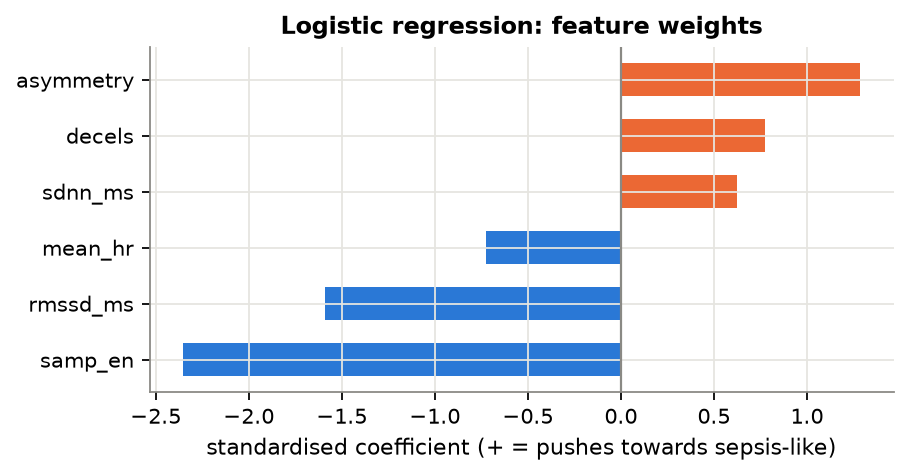 Logistic regression: feature weights
asymmetry
decels
sdnn_ms
mean_hr
rmssd_ms
samp_en
−2.5 −2.0 −1.5 −1.0 −0.5 0.0 0.5 1.0
standardised coefficient (+ = pushes towards sepsis-like)